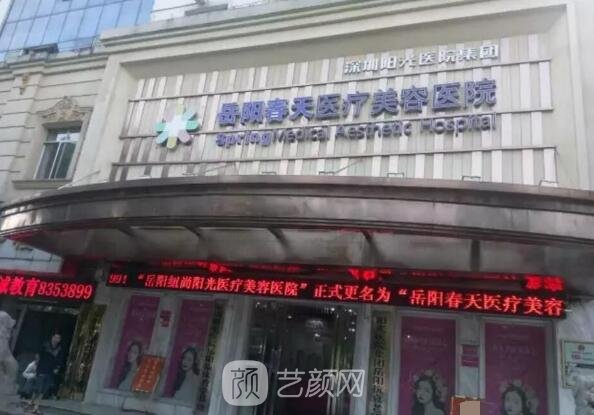 深圳阳光医院集团
岳阳春天医疗美容医院
Spring Medical Aesthetic Hospital
991 “岳阳纽尚阳光医疗美容医院”正式更名为“岳阳春天医疗美容
诚教育8353899
颜 艺颜网